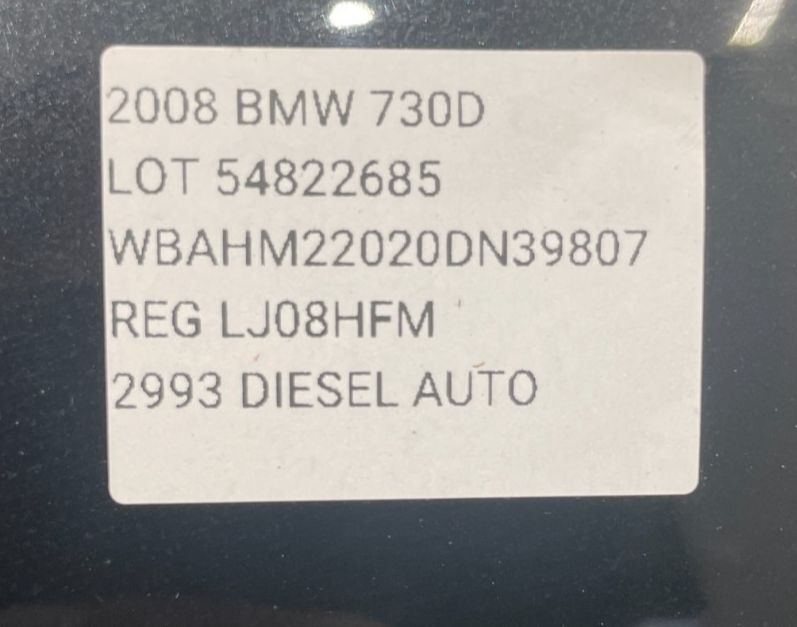 2008 BMW 730D
LOT 54822685
WBAHM22020DN39807
REG LJ08HFM
2993 DIESEL AUTO